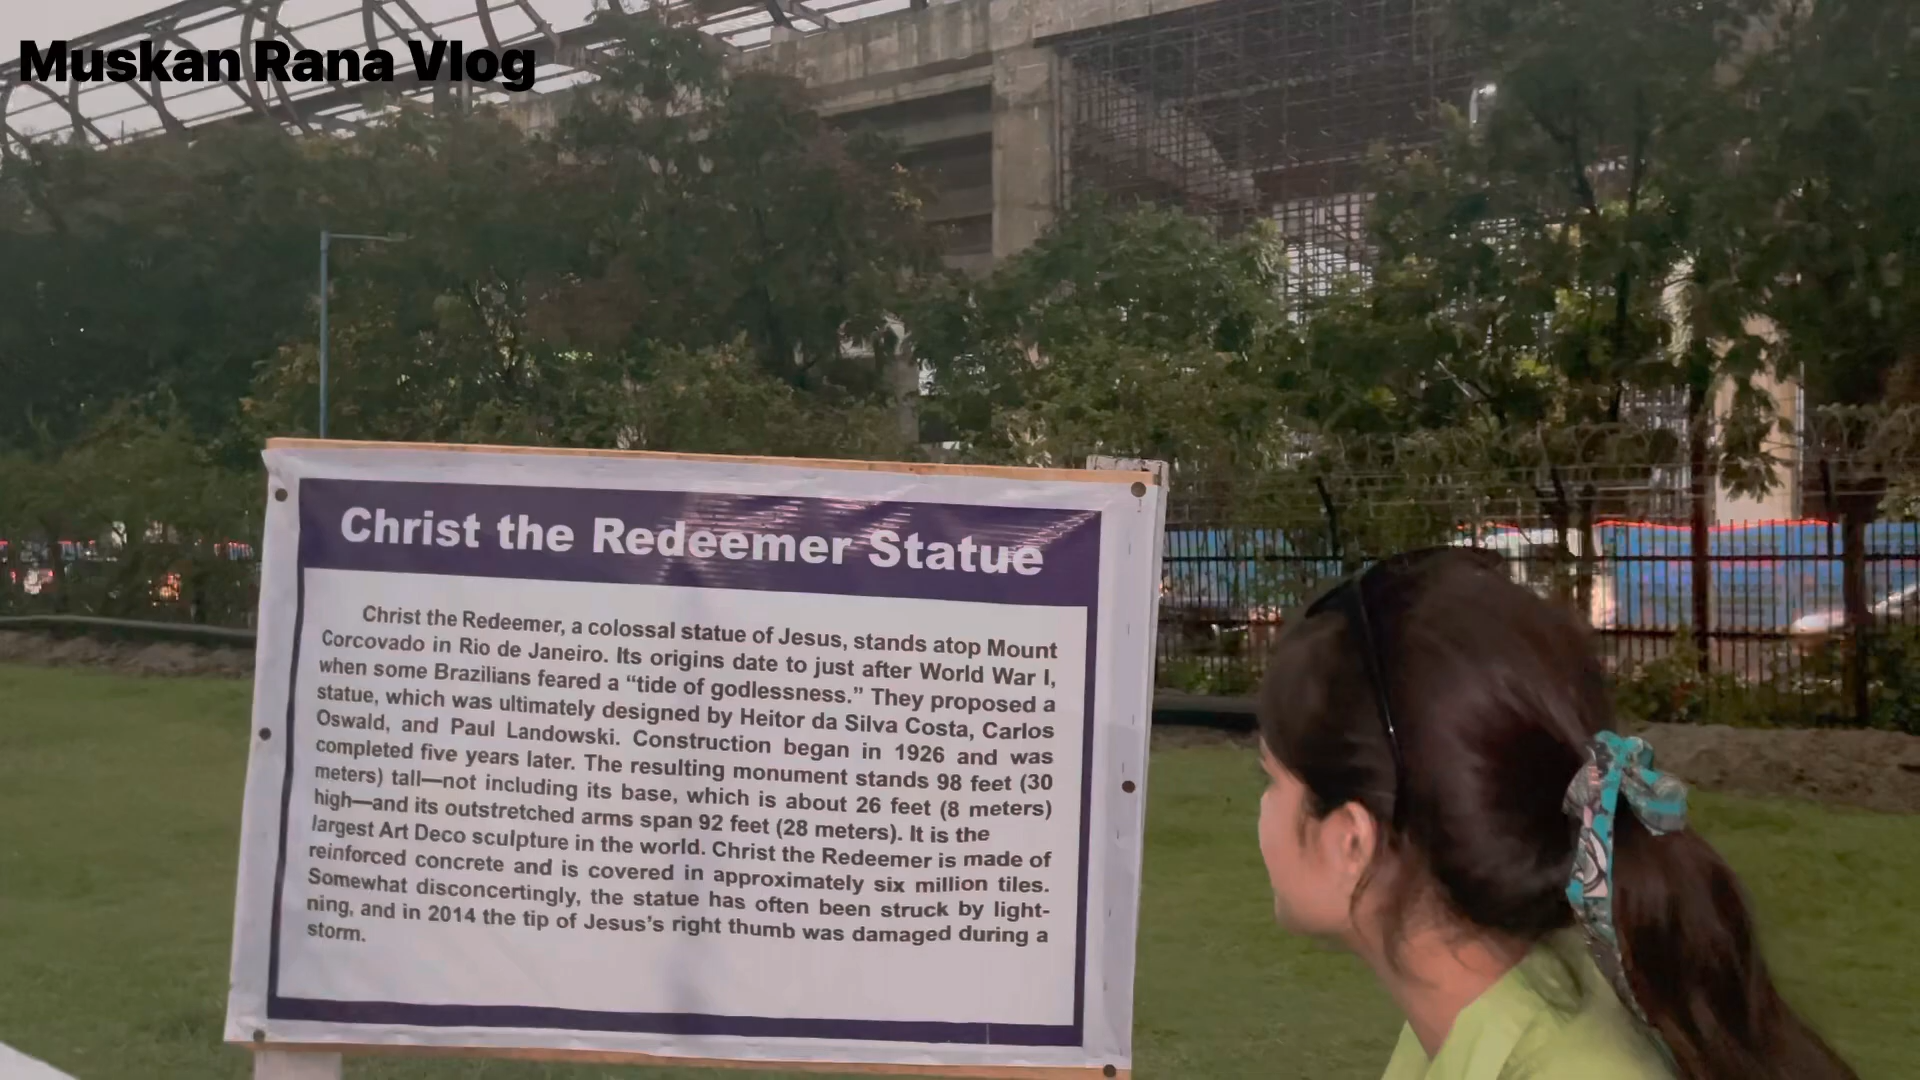 Muskan Rana Vlog
Christ the Redeemer Statue
Christ the Redeemer, a colossal statue of Jesus, stands atop Mount
Corcovado in Rio de Janeiro. Its origins date to just after World War I,
when some Brazilians feared a “tide of godlessness.” They proposed a
statue, which was ultimately designed by Heitor da Silva Costa, Carlos
Oswald, and Paul Landowski. Construction began in 1926 and was
completed five years later. The resulting monument stands 98 feet (30
meters) tall—not including its base, which is about 26 feet (8 meters)
high—and its outstretched arms span 92 feet (28 meters). It is the
largest Art Deco sculpture in the world. Christ the Redeemer is made of
reinforced concrete and is covered in approximately six million tiles.
Somewhat disconcertingly, the statue has often been struck by light-
ning, and in 2014 the tip of Jesus’s right thumb was damaged during a
storm.